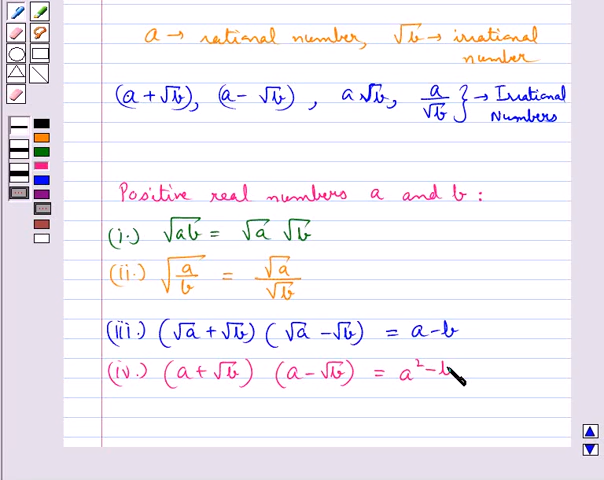 a → rational number, √b → irrational
number
(a + √b), (a - √b), a√b, a/√b } → Irrational
Numbers
Positive real numbers a and b :
(i.) √ab = √a √b
(ii.) √(a/b) = √a/√b
(iii.) (√a + √b) (√a - √b) = a - b
(iv.) (a + √b) (a - √b) = a² - b